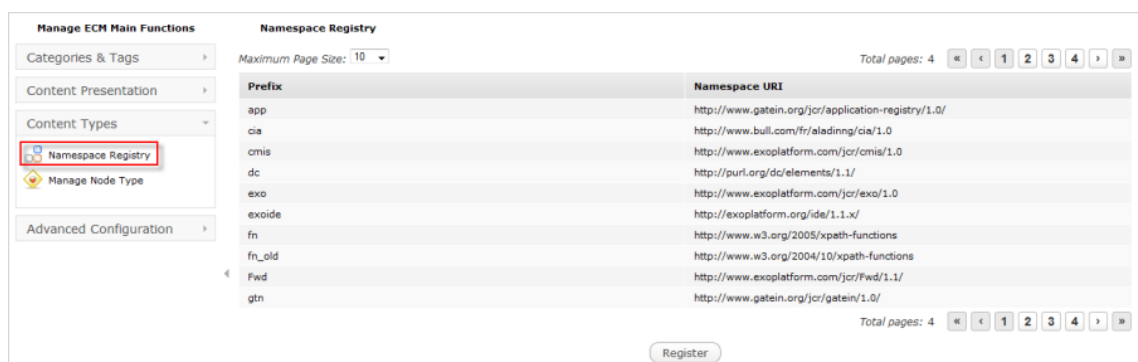 Manage ECM Main Functions
Namespace Registry
Categories & Tags
Content Presentation
Content Types
Namespace Registry
Manage Node Type
Advanced Configuration
Maximum Page Size: 10
Total pages: 4 « ‹ 1 2 3 4 › »
Prefix Namespace URI
app http://www.gatein.org/jcr/application-registry/1.0/
cia http://www.bull.com/fr/aladinng/cia/1.0
cmis http://www.exoplatform.com/jcr/cmis/1.0
dc http://purl.org/dc/elements/1.1/
exo http://www.exoplatform.com/jcr/exo/1.0
exoide http://exoplatform.org/ide/1.1.x/
fn http://www.w3.org/2005/xpath-functions
fn_old http://www.w3.org/2004/10/xpath-functions
Fwd http://www.exoplatform.com/jcr/Fwd/1.1/
gtn http://www.gatein.org/jcr/gatein/1.0/
Total pages: 4 « ‹ 1 2 3 4 › »
Register